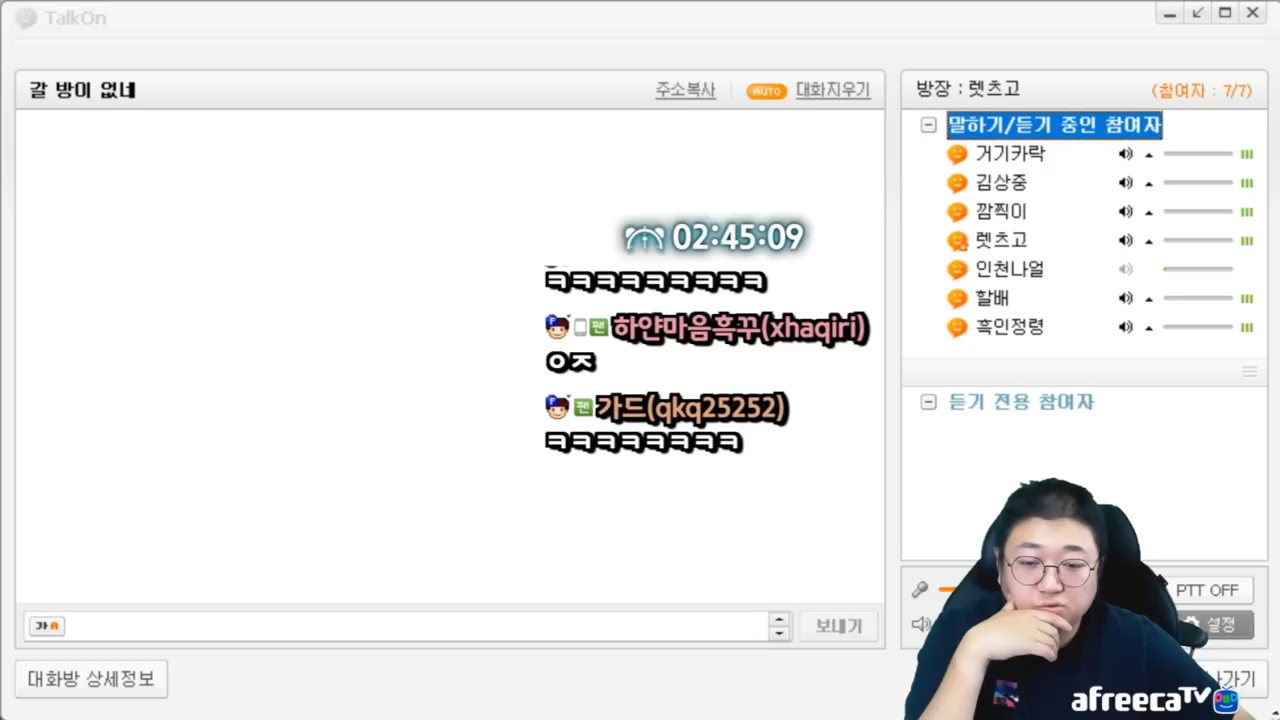 TalkOn
갈 방이 없네
주소복사
AUTO 대화지우기
방장 : 렛츠고
(참여자 : 7/7)
말하기/듣기 중인 참여자
거기카락
김상중
깜찍이
렛츠고
인천나얼
할배
흑인정령
02:45:09
ㅋㅋㅋㅋㅋㅋㅋㅋㅋ
팬 하얀마음흑꾸(xhaqiri)
ㅇㅈ
팬 가드(qkq25252)
ㅋㅋㅋㅋㅋㅋㅋㅋ
듣기 전용 참여자
PTT OFF
설정
가가
보내기
대화방 상세정보
나가기
afreecaTV